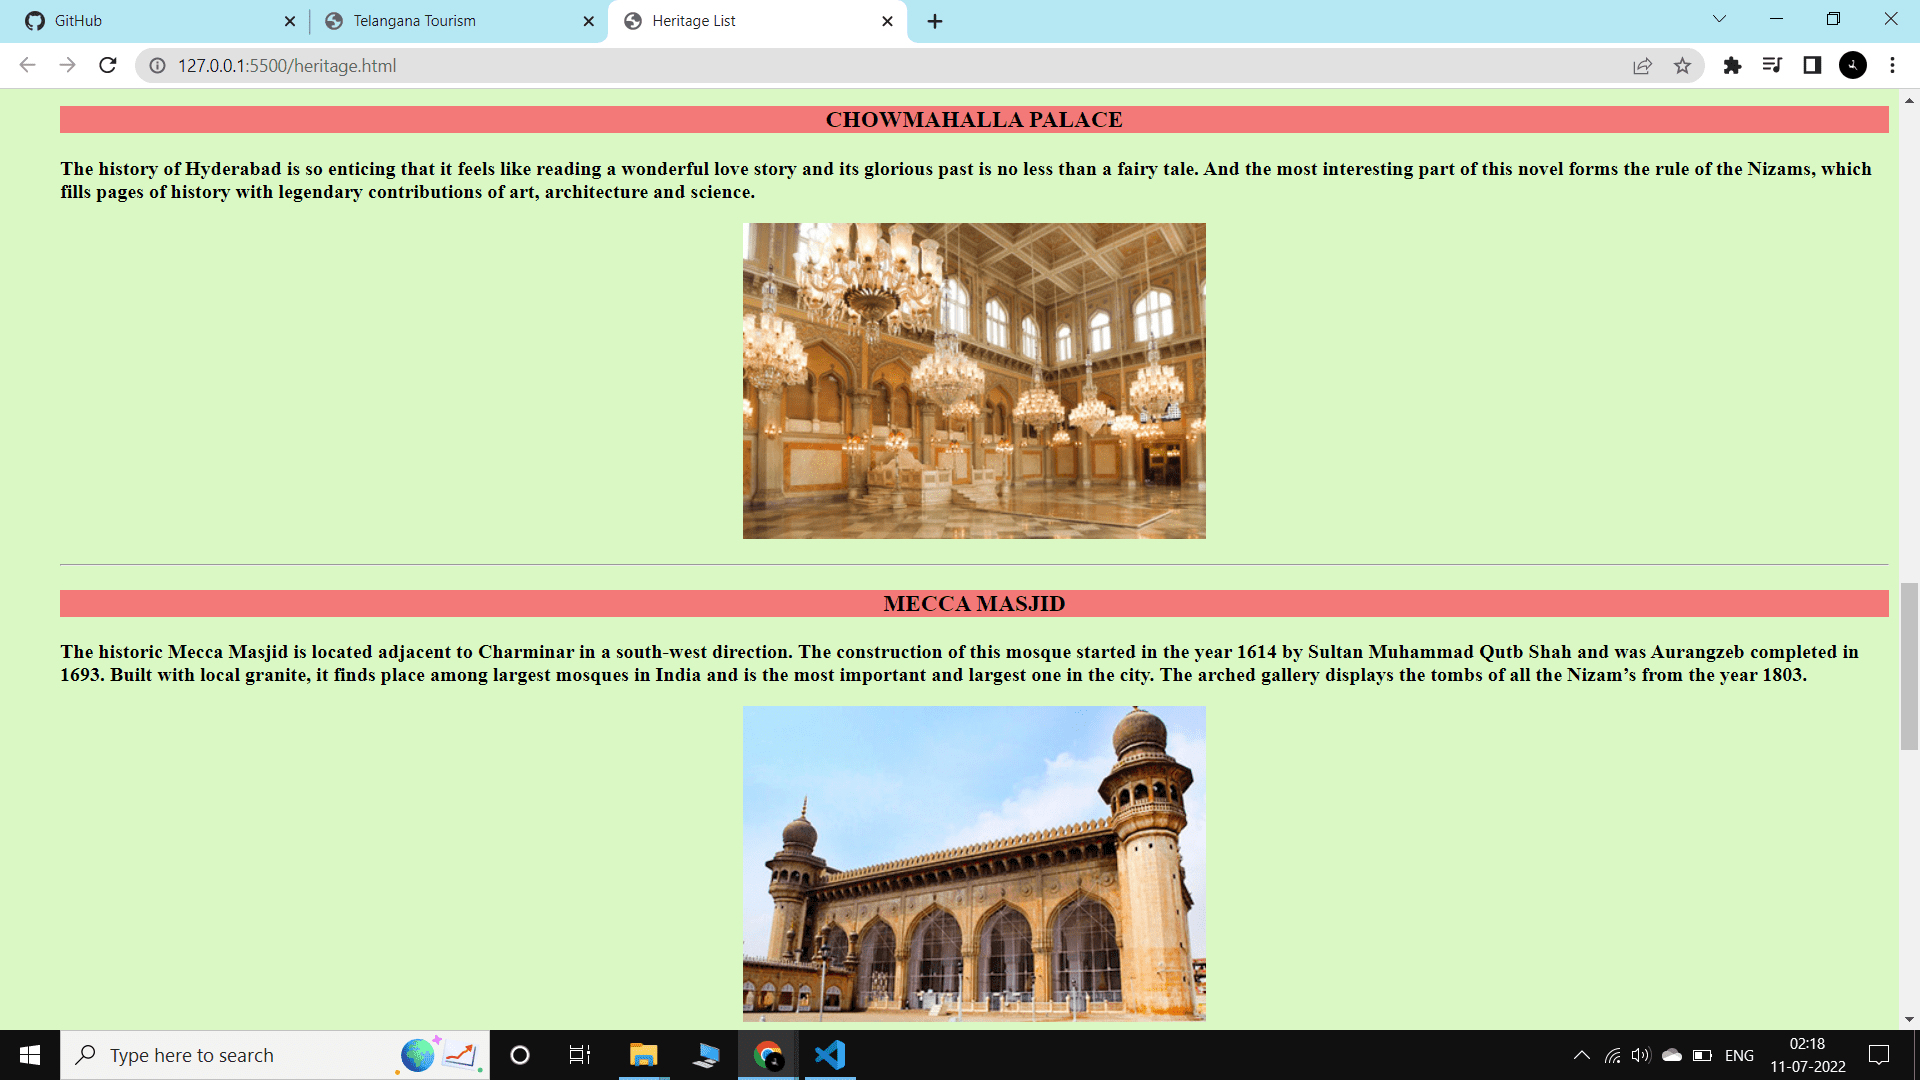 GitHub
Telangana Tourism
Heritage List
127.0.0.1:5500/heritage.html
CHOWMAHALLA PALACE
The history of Hyderabad is so enticing that it feels like reading a wonderful love story and its glorious past is no less than a fairy tale. And the most interesting part of this novel forms the rule of the Nizams, which
fills pages of history with legendary contributions of art, architecture and science.
MECCA MASJID
The historic Mecca Masjid is located adjacent to Charminar in a south-west direction. The construction of this mosque started in the year 1614 by Sultan Muhammad Qutb Shah and was Aurangzeb completed in
1693. Built with local granite, it finds place among largest mosques in India and is the most important and largest one in the city. The arched gallery displays the tombs of all the Nizam’s from the year 1803.
Type here to search
ENG
02:18
11-07-2022